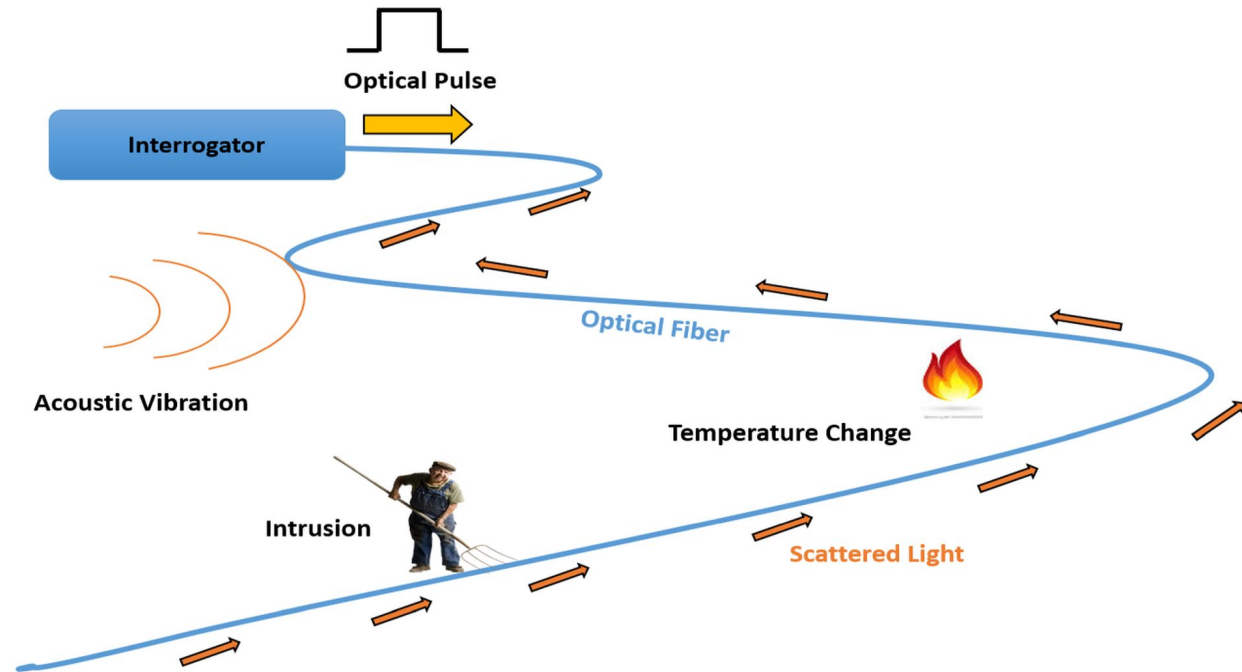 Optical Pulse
Interrogator
Optical Fiber
Acoustic Vibration
Temperature Change
Intrusion
Scattered Light